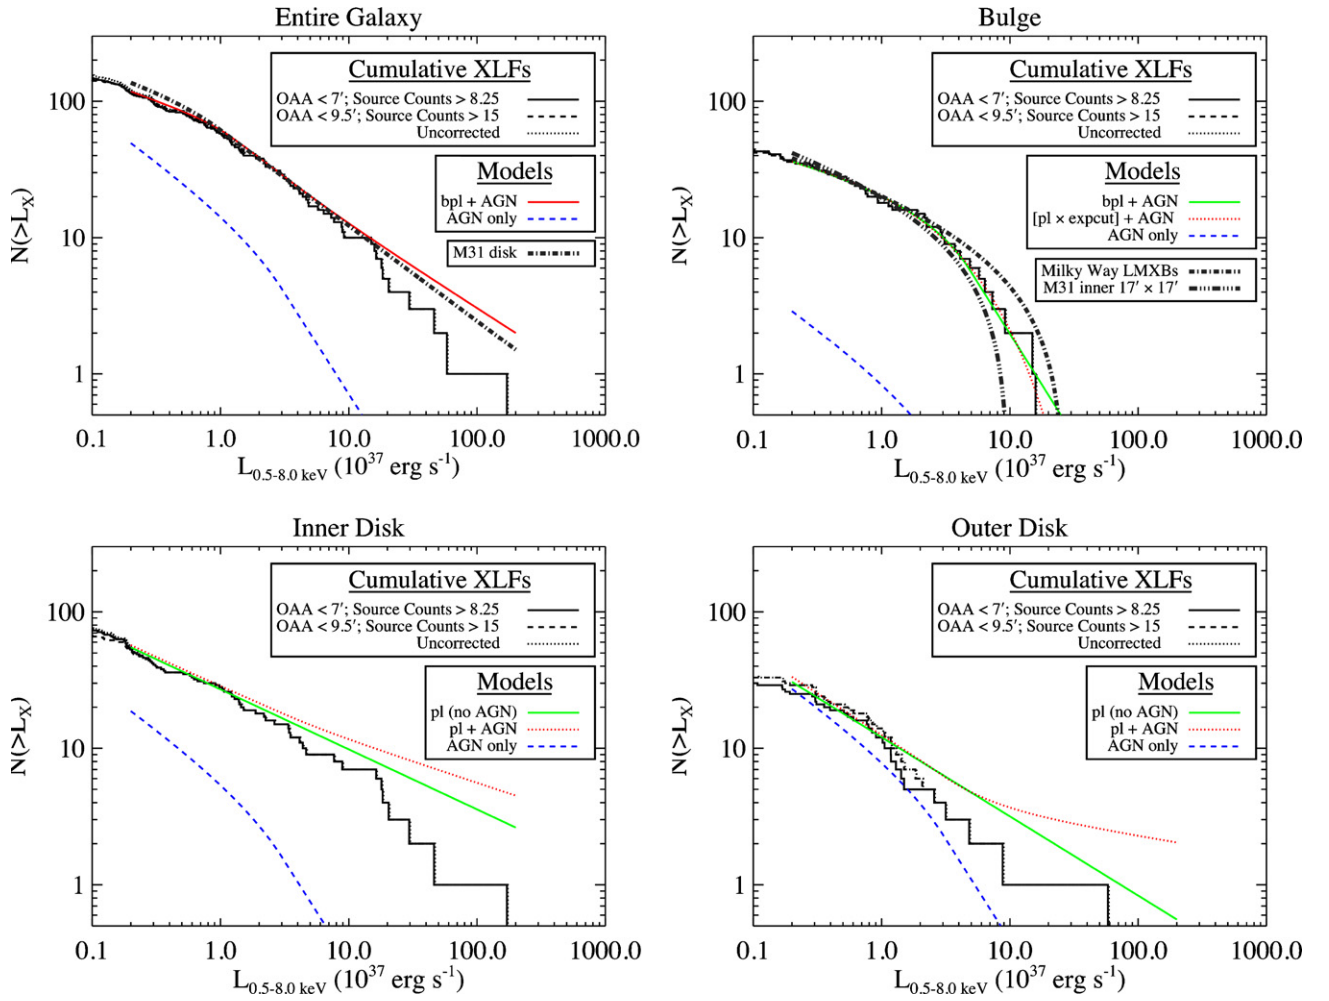 Entire Galaxy
Cumulative XLFs
OAA < 7′; Source Counts > 8.25
OAA < 9.5′; Source Counts > 15
Uncorrected
Models
bpl + AGN
AGN only
M31 disk
N(>L_X)
100
10
1
0.1 1.0 10.0 100.0 1000.0
L_0.5-8.0 keV (10^37 erg s^-1)
Bulge
Cumulative XLFs
OAA < 7′; Source Counts > 8.25
OAA < 9.5′; Source Counts > 15
Uncorrected
Models
bpl + AGN
[pl × expcut] + AGN
AGN only
Milky Way LMXBs
M31 inner 17′ × 17′
N(>L_X)
100
10
1
0.1 1.0 10.0 100.0 1000.0
L_0.5-8.0 keV (10^37 erg s^-1)
Inner Disk
Cumulative XLFs
OAA < 7′; Source Counts > 8.25
OAA < 9.5′; Source Counts > 15
Uncorrected
Models
pl (no AGN)
pl + AGN
AGN only
N(>L_X)
100
10
1
0.1 1.0 10.0 100.0 1000.0
L_0.5-8.0 keV (10^37 erg s^-1)
Outer Disk
Cumulative XLFs
OAA < 7′; Source Counts > 8.25
OAA < 9.5′; Source Counts > 15
Uncorrected
Models
pl (no AGN)
pl + AGN
AGN only
N(>L_X)
100
10
1
0.1 1.0 10.0 100.0 1000.0
L_0.5-8.0 keV (10^37 erg s^-1)